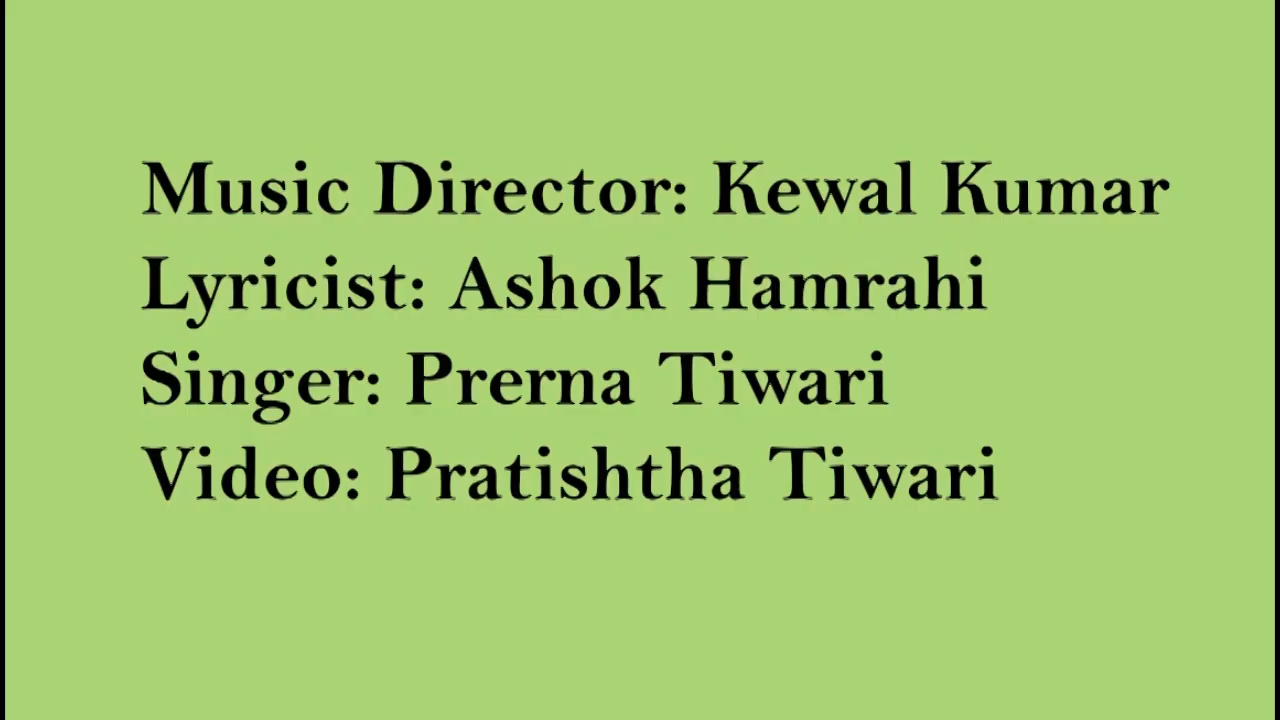 Music Director: Kewal Kumar
Lyricist: Ashok Hamrahi
Singer: Prerna Tiwari
Video: Pratishtha Tiwari